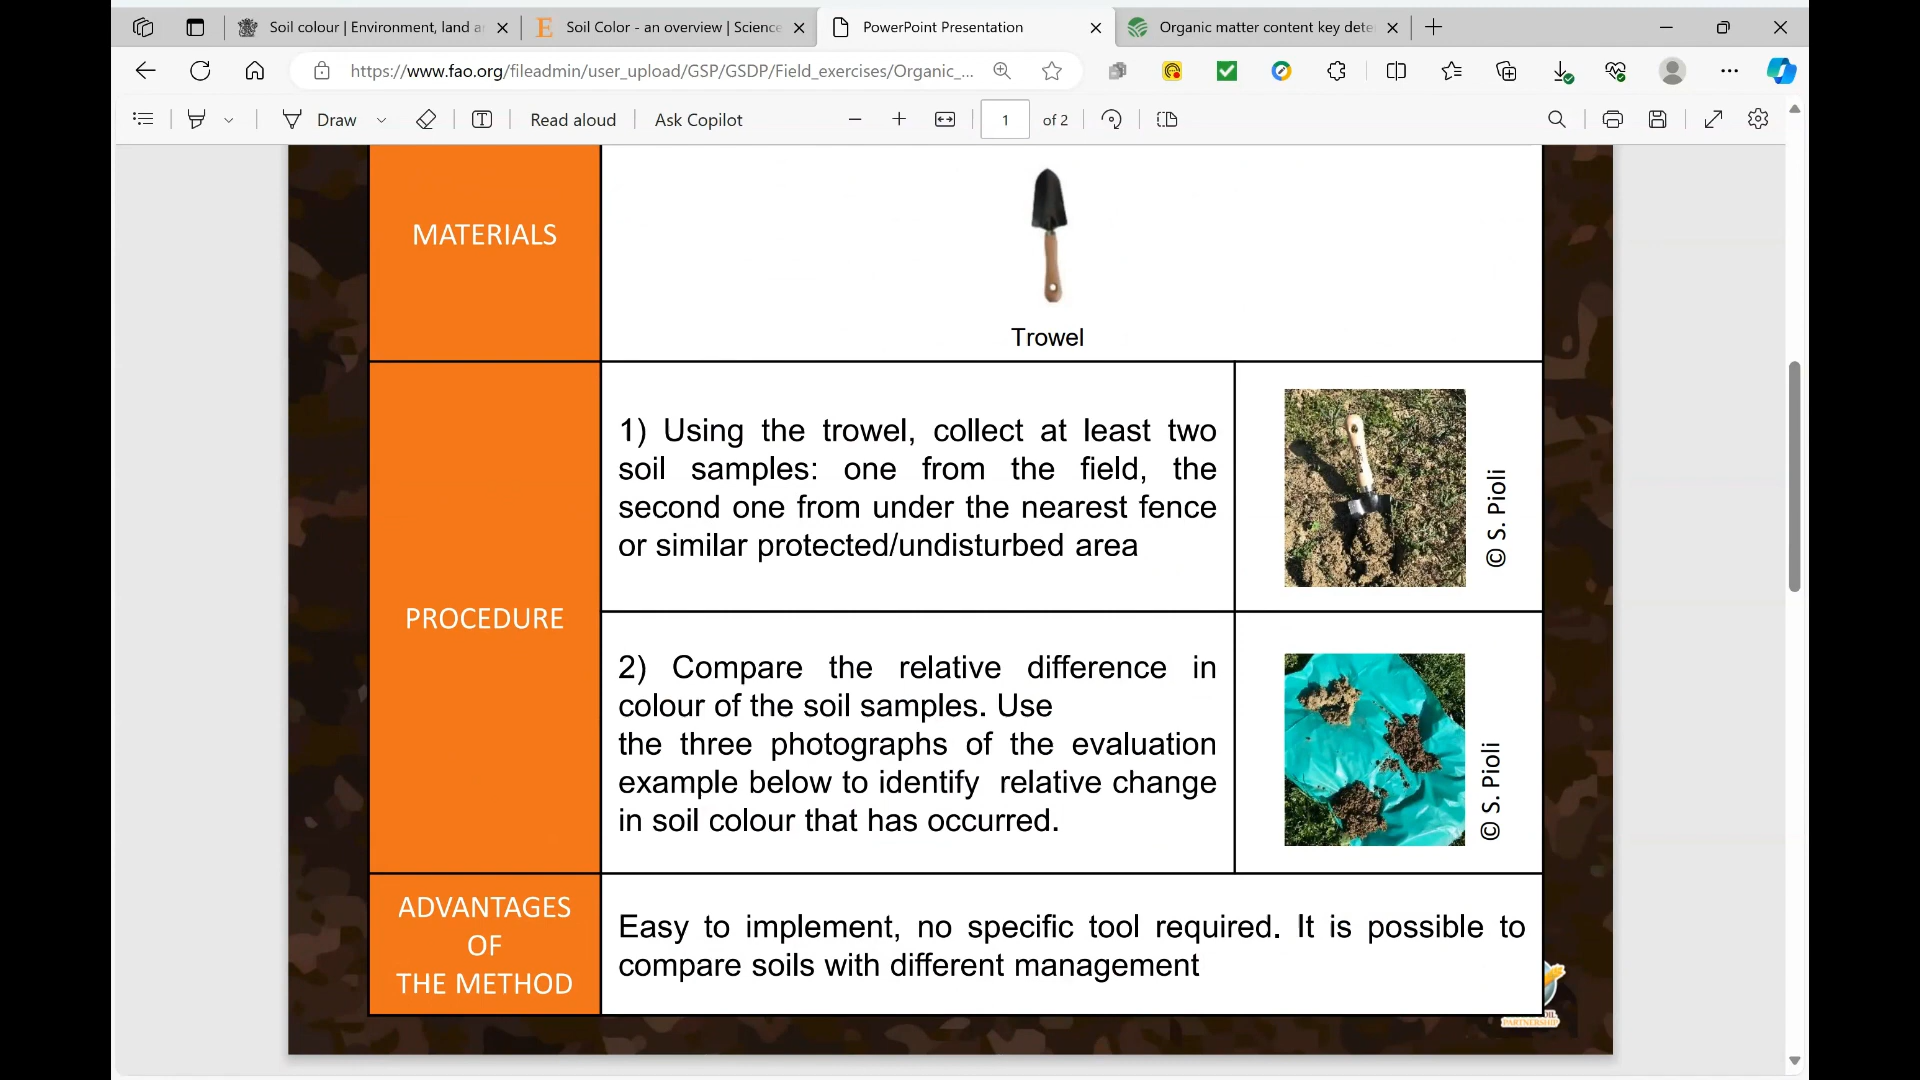 Soil colour | Environment, land a
Soil Color - an overview | Science
PowerPoint Presentation
Organic matter content key dete
https://www.fao.org/fileadmin/user_upload/GSP/GSDP/Field_exercises/Organic_...
Draw
Read aloud
Ask Copilot
1
of 2
MATERIALS
Trowel
PROCEDURE
1) Using the trowel, collect at least two
soil samples: one from the field, the
second one from under the nearest fence
or similar protected/undisturbed area
© S. Pioli
2) Compare the relative difference in
colour of the soil samples. Use
the three photographs of the evaluation
example below to identify relative change
in soil colour that has occurred.
© S. Pioli
ADVANTAGES
OF
THE METHOD
Easy to implement, no specific tool required. It is possible to
compare soils with different management
PARTNERSHIP